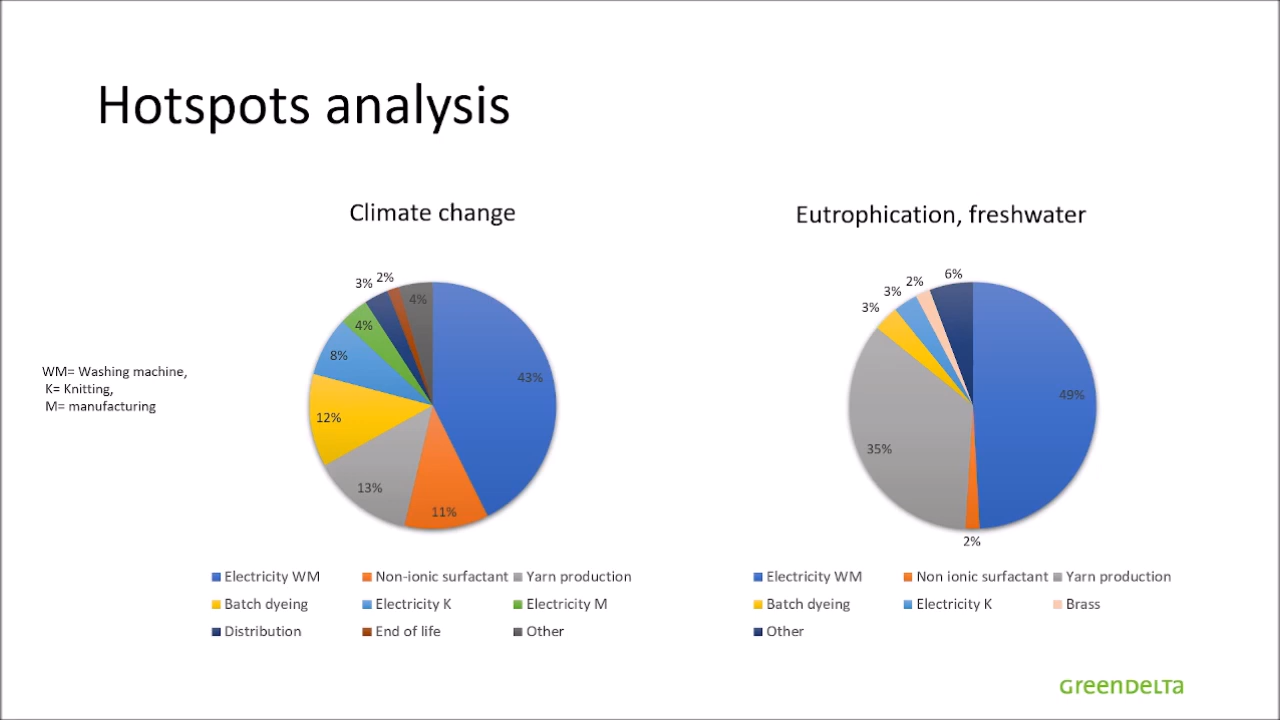 Hotspots analysis
Climate change
Eutrophication, freshwater
WM= Washing machine,
K= Knitting,
M= manufacturing
3%
2%
4%
4%
8%
43%
12%
13%
11%
6%
2%
3%
3%
49%
35%
2%
Electricity WM
Non-ionic surfactant
Yarn production
Batch dyeing
Electricity K
Electricity M
Distribution
End of life
Other
Electricity WM
Non ionic surfactant
Yarn production
Batch dyeing
Electricity K
Brass
Other
GreenDelta